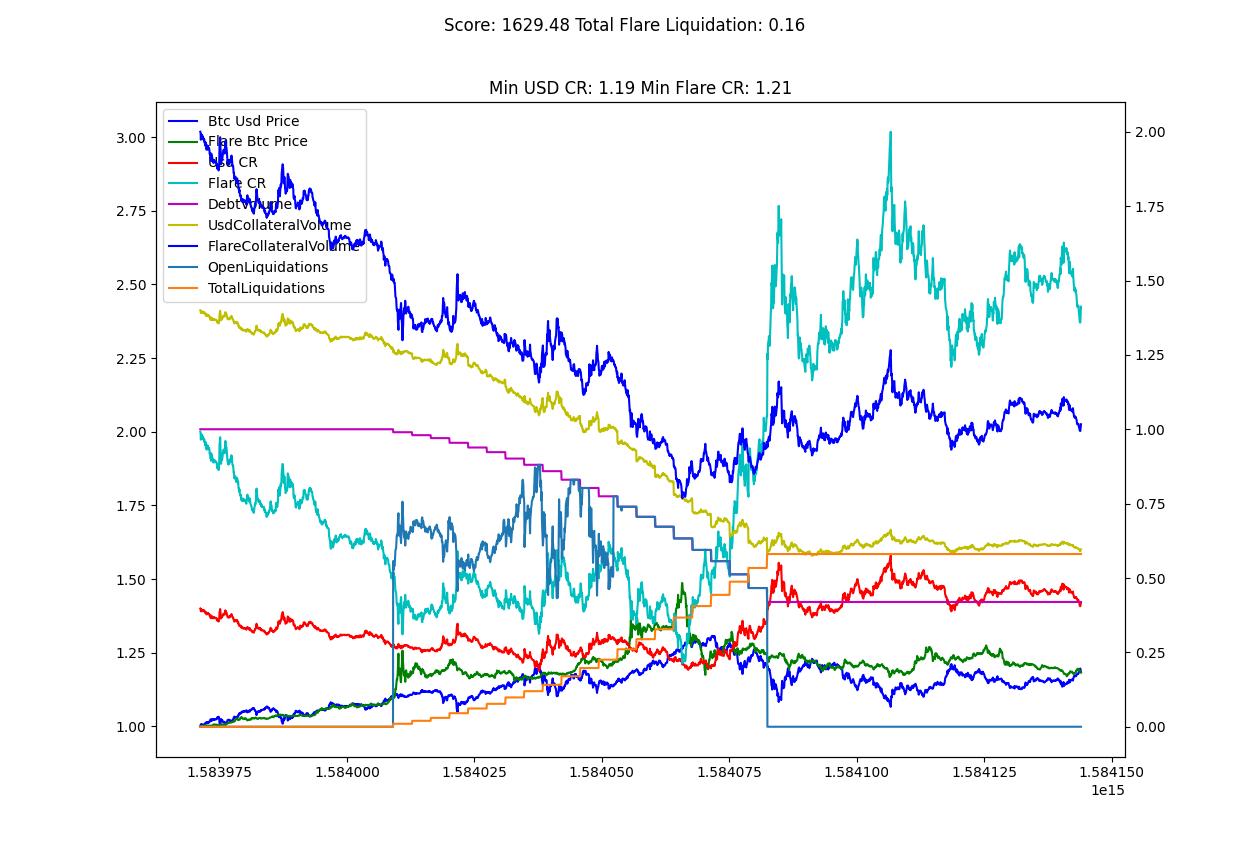 Score: 1629.48 Total Flare Liquidation: 0.16
Min USD CR: 1.19 Min Flare CR: 1.21
Btc Usd Price
Flare Btc Price
Usd CR
Flare CR
DebtVolume
UsdCollateralVolume
FlareCollateralVolume
OpenLiquidations
TotalLiquidations
3.00
2.75
2.50
2.25
2.00
1.75
1.50
1.25
1.00
2.00
1.75
1.50
1.25
1.00
0.75
0.50
0.25
0.00
1.583975 1.584000 1.584025 1.584050 1.584075 1.584100 1.584125 1.584150
1e15